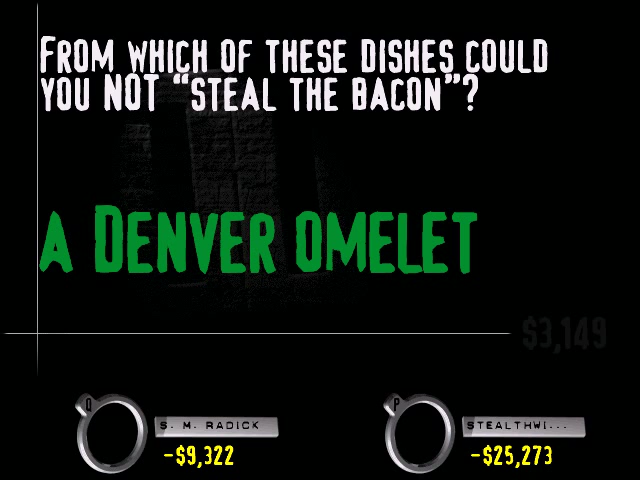 FROM WHICH OF THESE DISHES COULD
YOU NOT “STEAL THE BACON”?
A DENVER OMELET
$3,149
Q
S. M. RADICK
-$9,322
P
STEALTHWI...
-$25,273